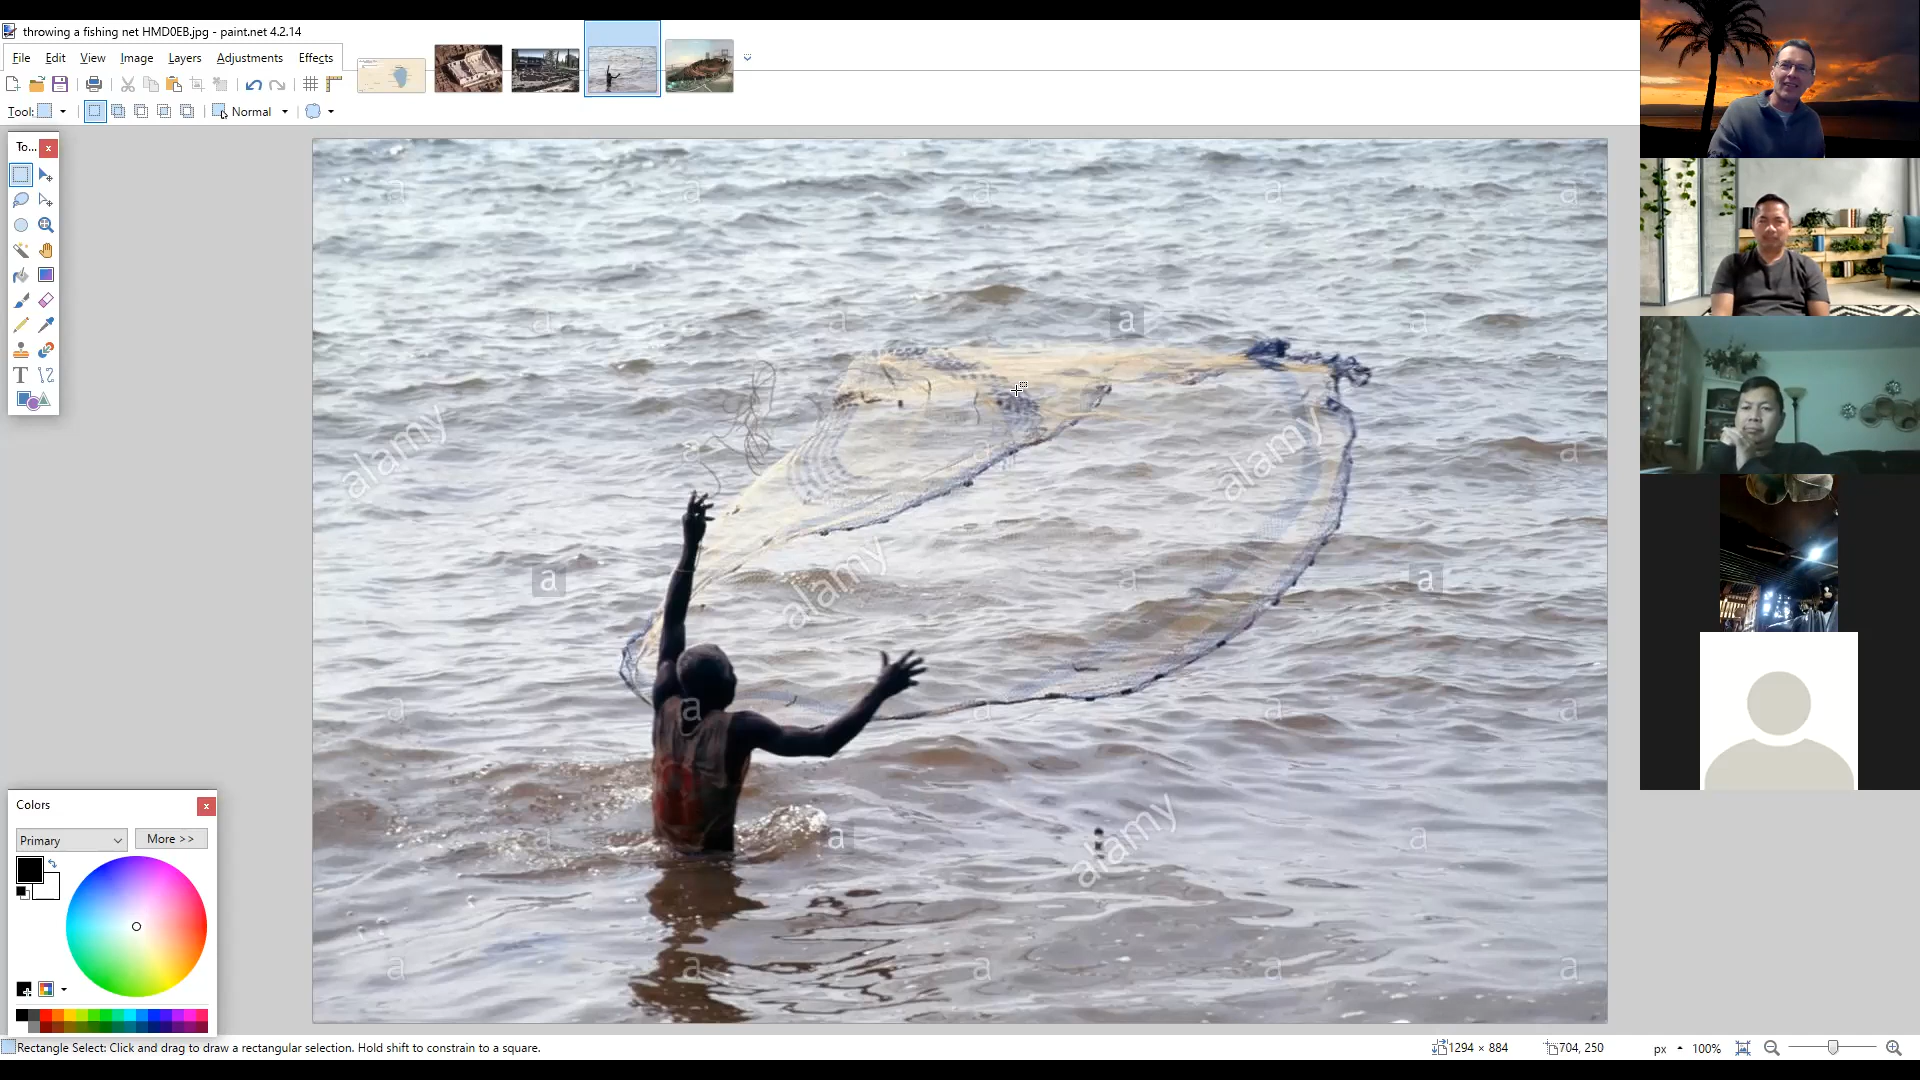 throwing a fishing net HMD0EB.jpg - paint.net 4.2.14
File Edit View Image Layers Adjustments Effects
Tool:
Normal
To...
a a a a a
a a a a
alamy a a alamy a
a alamy a a
a a a a a
a a alamy a
a a a a a
Colors
Primary
More >>
Rectangle Select: Click and drag to draw a rectangular selection. Hold shift to constrain to a square.
1294 × 884
704, 250
px
100%